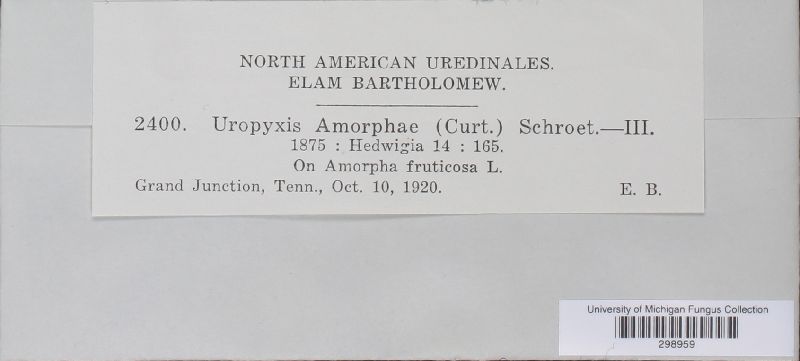 NORTH AMERICAN UREDINALES.
ELAM BARTHOLOMEW.
2400. Uropyxis Amorphae (Curt.) Schroet.—III.
1875 : Hedwigia 14 : 165.
On Amorpha fruticosa L.
Grand Junction, Tenn., Oct. 10, 1920. E. B.
University of Michigan Fungus Collection
298959